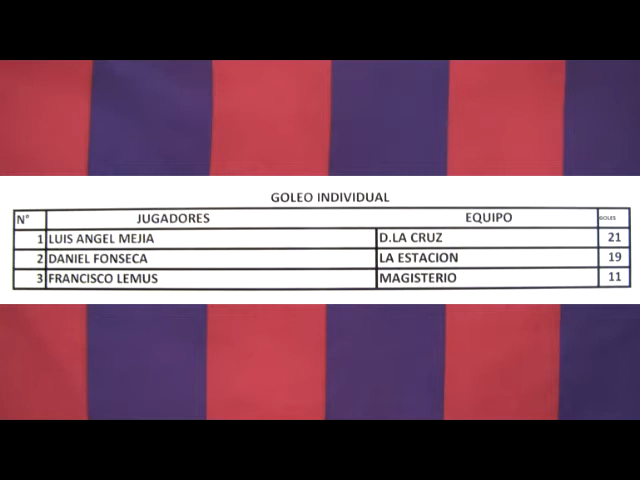 GOLEO INDIVIDUAL
N° JUGADORES EQUIPO GOLES
1 LUIS ANGEL MEJIA D.LA CRUZ 21
2 DANIEL FONSECA LA ESTACION 19
3 FRANCISCO LEMUS MAGISTERIO 11